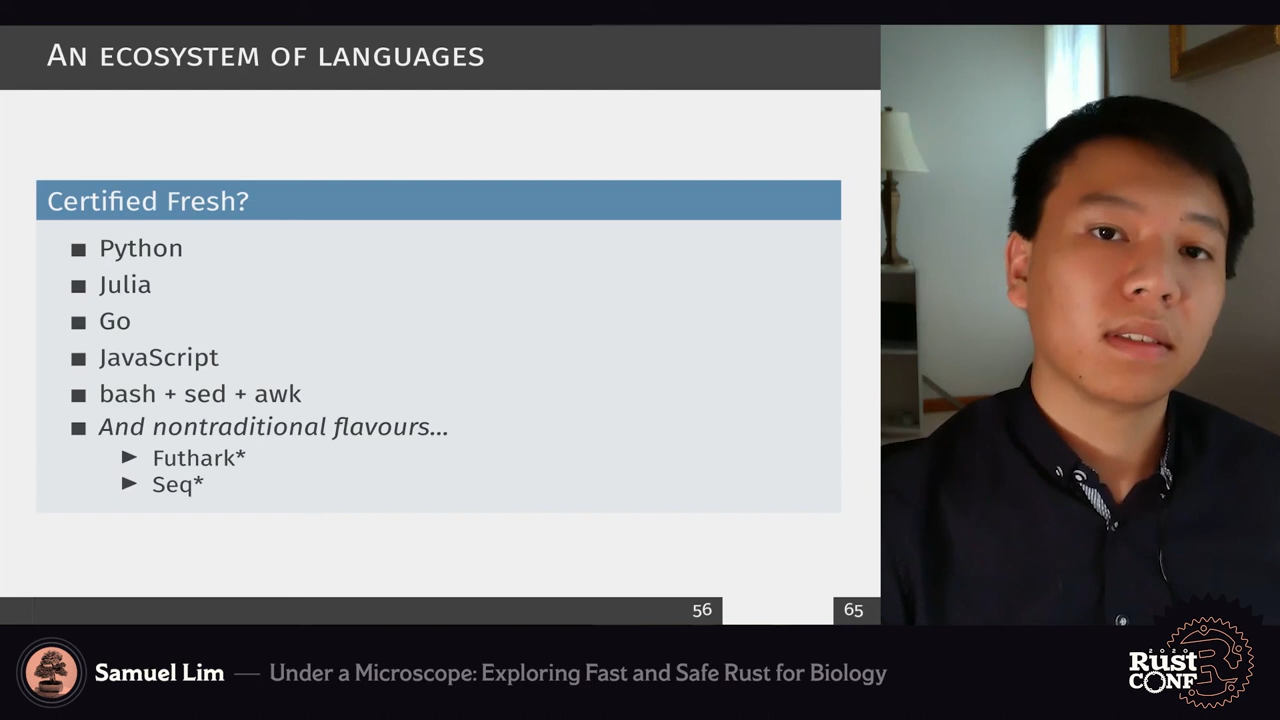 An ecosystem of languages
Certified Fresh?
Python
Julia
Go
JavaScript
bash + sed + awk
And nontraditional flavours...
Futhark*
Seq*
56
65
Samuel Lim — Under a Microscope: Exploring Fast and Safe Rust for Biology
2020
Rust
CONF